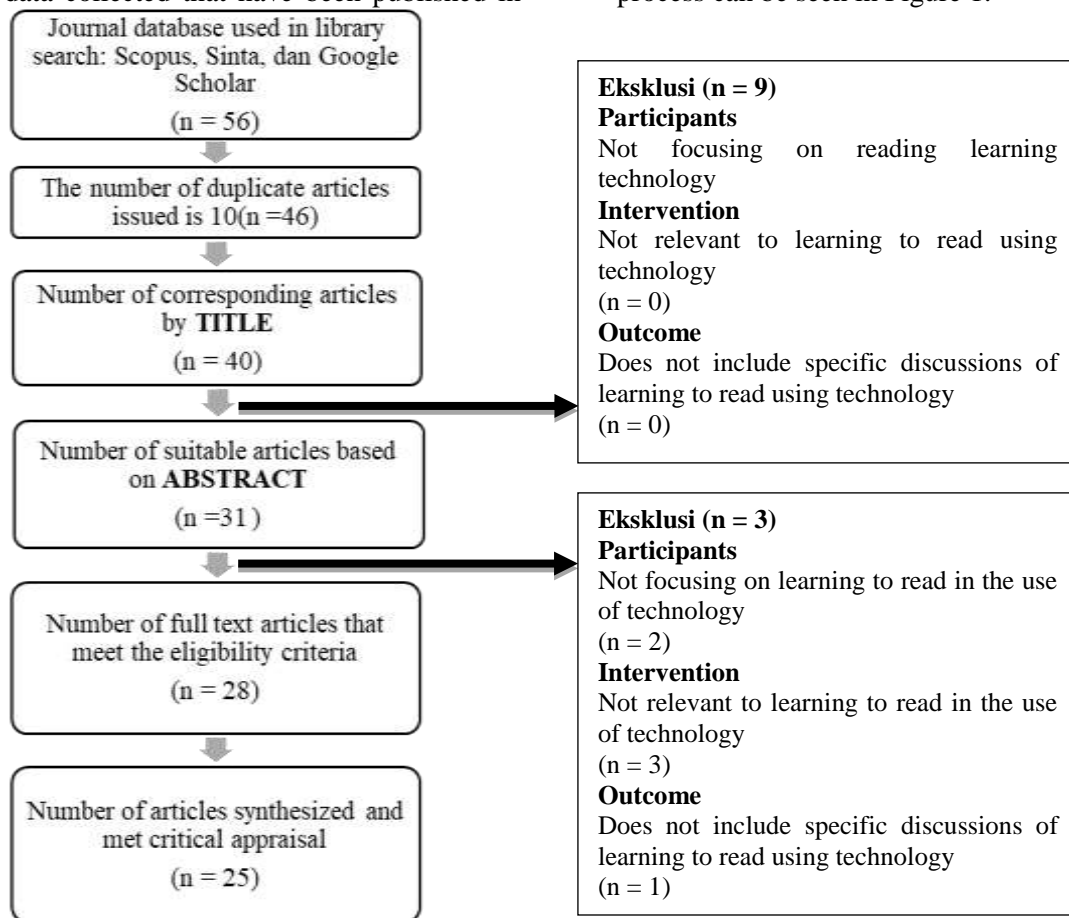 data collected that have been published in
process can be seen in Figure 1.
Journal database used in library
search: Scopus, Sinta, dan Google
Scholar
(n = 56)
The number of duplicate articles
issued is 10(n =46)
Number of corresponding articles
by TITLE
(n = 40)
Number of suitable articles based
on ABSTRACT
(n =31)
Number of full text articles that
meet the eligibility criteria
(n = 28)
Number of articles synthesized and
met critical appraisal
(n = 25)
Eksklusi (n = 9)
Participants
Not focusing on reading learning
technology
Intervention
Not relevant to learning to read using
technology
(n = 0)
Outcome
Does not include specific discussions of
learning to read using technology
(n = 0)
Eksklusi (n = 3)
Participants
Not focusing on learning to read in the use
of technology
(n = 2)
Intervention
Not relevant to learning to read in the use
of technology
(n = 3)
Outcome
Does not include specific discussions of
learning to read using technology
(n = 1)